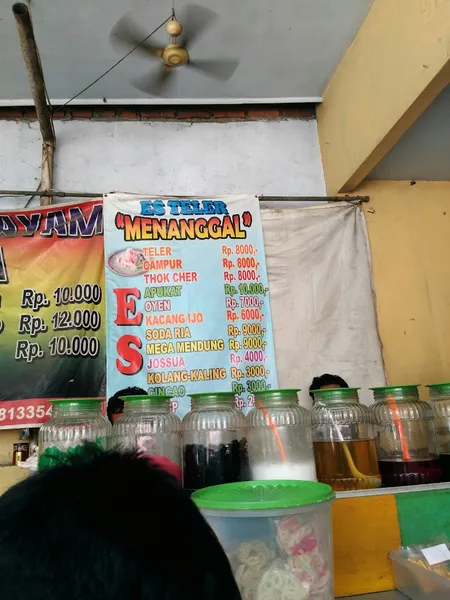 AYAM
Rp. 10.000
Rp. 12.000
Rp. 10.000
813354
ES TELER
"MENANGGAL"
ES
TELER Rp. 8000,-
CAMPUR Rp. 8000,-
THOK CHER Rp. 8000,-
APUKAT Rp. 10.000,-
OYEN Rp. 7000,-
KACANG IJO Rp. 6000,-
SODA RIA Rp. 9000,-
MEGA MENDUNG Rp. 9000,-
JOSSUA Rp. 4000,-
KOLANG-KALING Rp. 3000,-
CINCAO Rp. 3000,-